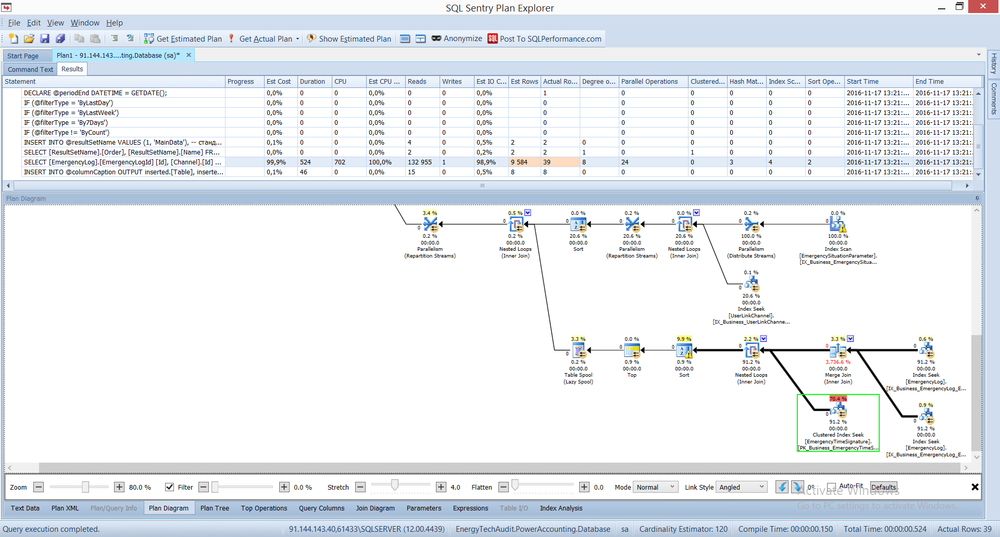 SQL Sentry Plan Explorer
File Edit View Window Help
Get Estimated Plan Get Actual Plan Show Estimated Plan Anonymize SQL Post To SQLPerformance.com
Start Page Plan1 - 91.144.143....ting.Database (sa)*
Command Text Results
History
Comments
Statement Progress Est Cost Duration CPU Est CPU ... Reads Writes Est IO C... Est Rows Actual Ro... Degree o... Parallel Operations Clustered... Hash Mat... Index Sc... Sort Ope... Start Time End Time
DECLARE @periodEnd DATETIME = GETDATE(); 0,0% 0 0 0,0% 0 0 0,0% 1 0 0 0 0 0 2016-11-17 13:21:... 2016-11-17 13:21:.
IF (@filterType = 'ByLastDay') 0,0% 0 0 0,0% 0 0 0,0% 0 0 0 0 0 0 2016-11-17 13:21:... 2016-11-17 13:21:.
IF (@filterType = 'ByLastWeek') 0,0% 0 0 0,0% 0 0 0,0% 0 0 0 0 0 0 2016-11-17 13:21:... 2016-11-17 13:21:.
IF (@filterType = 'By7Days') 0,0% 0 0 0,0% 0 0 0,0% 0 0 0 0 0 0 2016-11-17 13:21:... 2016-11-17 13:21:.
IF (@filterType != 'ByCount') 0,0% 0 0 0,0% 0 0 0,0% 0 0 0 0 0 0 2016-11-17 13:21:... 2016-11-17 13:21:.
INSERT INTO @resultSetName VALUES (1, 'MainData'), -- станд... 0,1% 0 0 0,0% 4 0 0,5% 2 2 0 0 0 0 0 0 2016-11-17 13:21:... 2016-11-17 13:21:.
SELECT [ResultSetName].[Order], [ResultSetName].[Name] FR... 0,0% 0 0 0,0% 2 0 0,2% 2 2 1 0 1 0 0 0 2016-11-17 13:21:... 2016-11-17 13:21:.
SELECT [EmergencyLog].[EmergencyLogId] [Id], [Channel].[Id] ... 99,9% 524 702 100,0% 132 955 1 98,9% 9 584 39 8 24 0 3 4 2 2016-11-17 13:21:... 2016-11-17 13:21:.
INSERT INTO @columnCaption OUTPUT inserted.[Table], inserte... 0,1% 46 0 0,0% 15 0 0,5% 8 8 0 0 0 0 0 0 2016-11-17 13:21:... 2016-11-17 13:21:.
Plan Diagram
3.4 % 0.5 % 0.0 % 0.2 % 0.0 % 0.2 % 0.0 %
0 0 0 0 0 0 0
0.2 % 0.2 % 20.6 % 20.6 % 20.6 % 100.0 % 100.0 %
00:00.0 00:00.0 00:00.0 00:00.0 00:00.0 00:00.0 00:00.0
Parallelism Nested Loops Sort Parallelism Nested Loops Parallelism Index Scan
(Repartition Streams) (Inner Join) (Repartition Streams) (Inner Join) (Distribute Streams) [EmergencySituationParameter].
[IX_Business_EmergencySitua...
0.1 %
0
20.6 %
00:00.0
Index Seek
[UserLinkChannel].
[IX_Business_UserLinkChanne...
3.3 % 0.0 % 9.9 % 2.2 % 3.3 % 0.6 %
0 0 0 0 0 0
0.2 % 0.9 % 0.9 % 91.2 % 3,736.6 % 91.2 %
00:00.0 00:00.0 00:00.0 00:00.0 00:00.0 00:00.0
Table Spool Top Sort Nested Loops Merge Join Index Seek
(Lazy Spool) (Inner Join) (Inner Join) [EmergencyLog].
[IX_Business_EmergencyLog_E...
70.4 % 0.9 %
0 0
91.2 % 91.2 %
00:00.0 00:00.0
Clustered Index Seek Index Seek
[EmergencyTimeSignature]. [EmergencyLog].
[PK_Business_EmergencyTimeS... [IX_Business_EmergencyLog_E...
Zoom 80.0 % Filter 0.0 % Stretch 4.0 Flatten 0.0 Mode Normal Link Style Angled 0° Auto-Fit Defaults
Activate Windows
Go to PC settings to activate Windows.
Text Data Plan XML Plan/Query Info Plan Diagram Plan Tree Top Operations Query Columns Join Diagram Parameters Expressions Table I/O Index Analysis
Query execution completed. 91.144.143.40,61433\SQLSERVER (12.00.4439) EnergyTechAudit.PowerAccounting.Database sa Cardinality Estimator: 120 Compile Time: 00:00:00.150 Total Time: 00:00:00.524 Actual Rows: 39